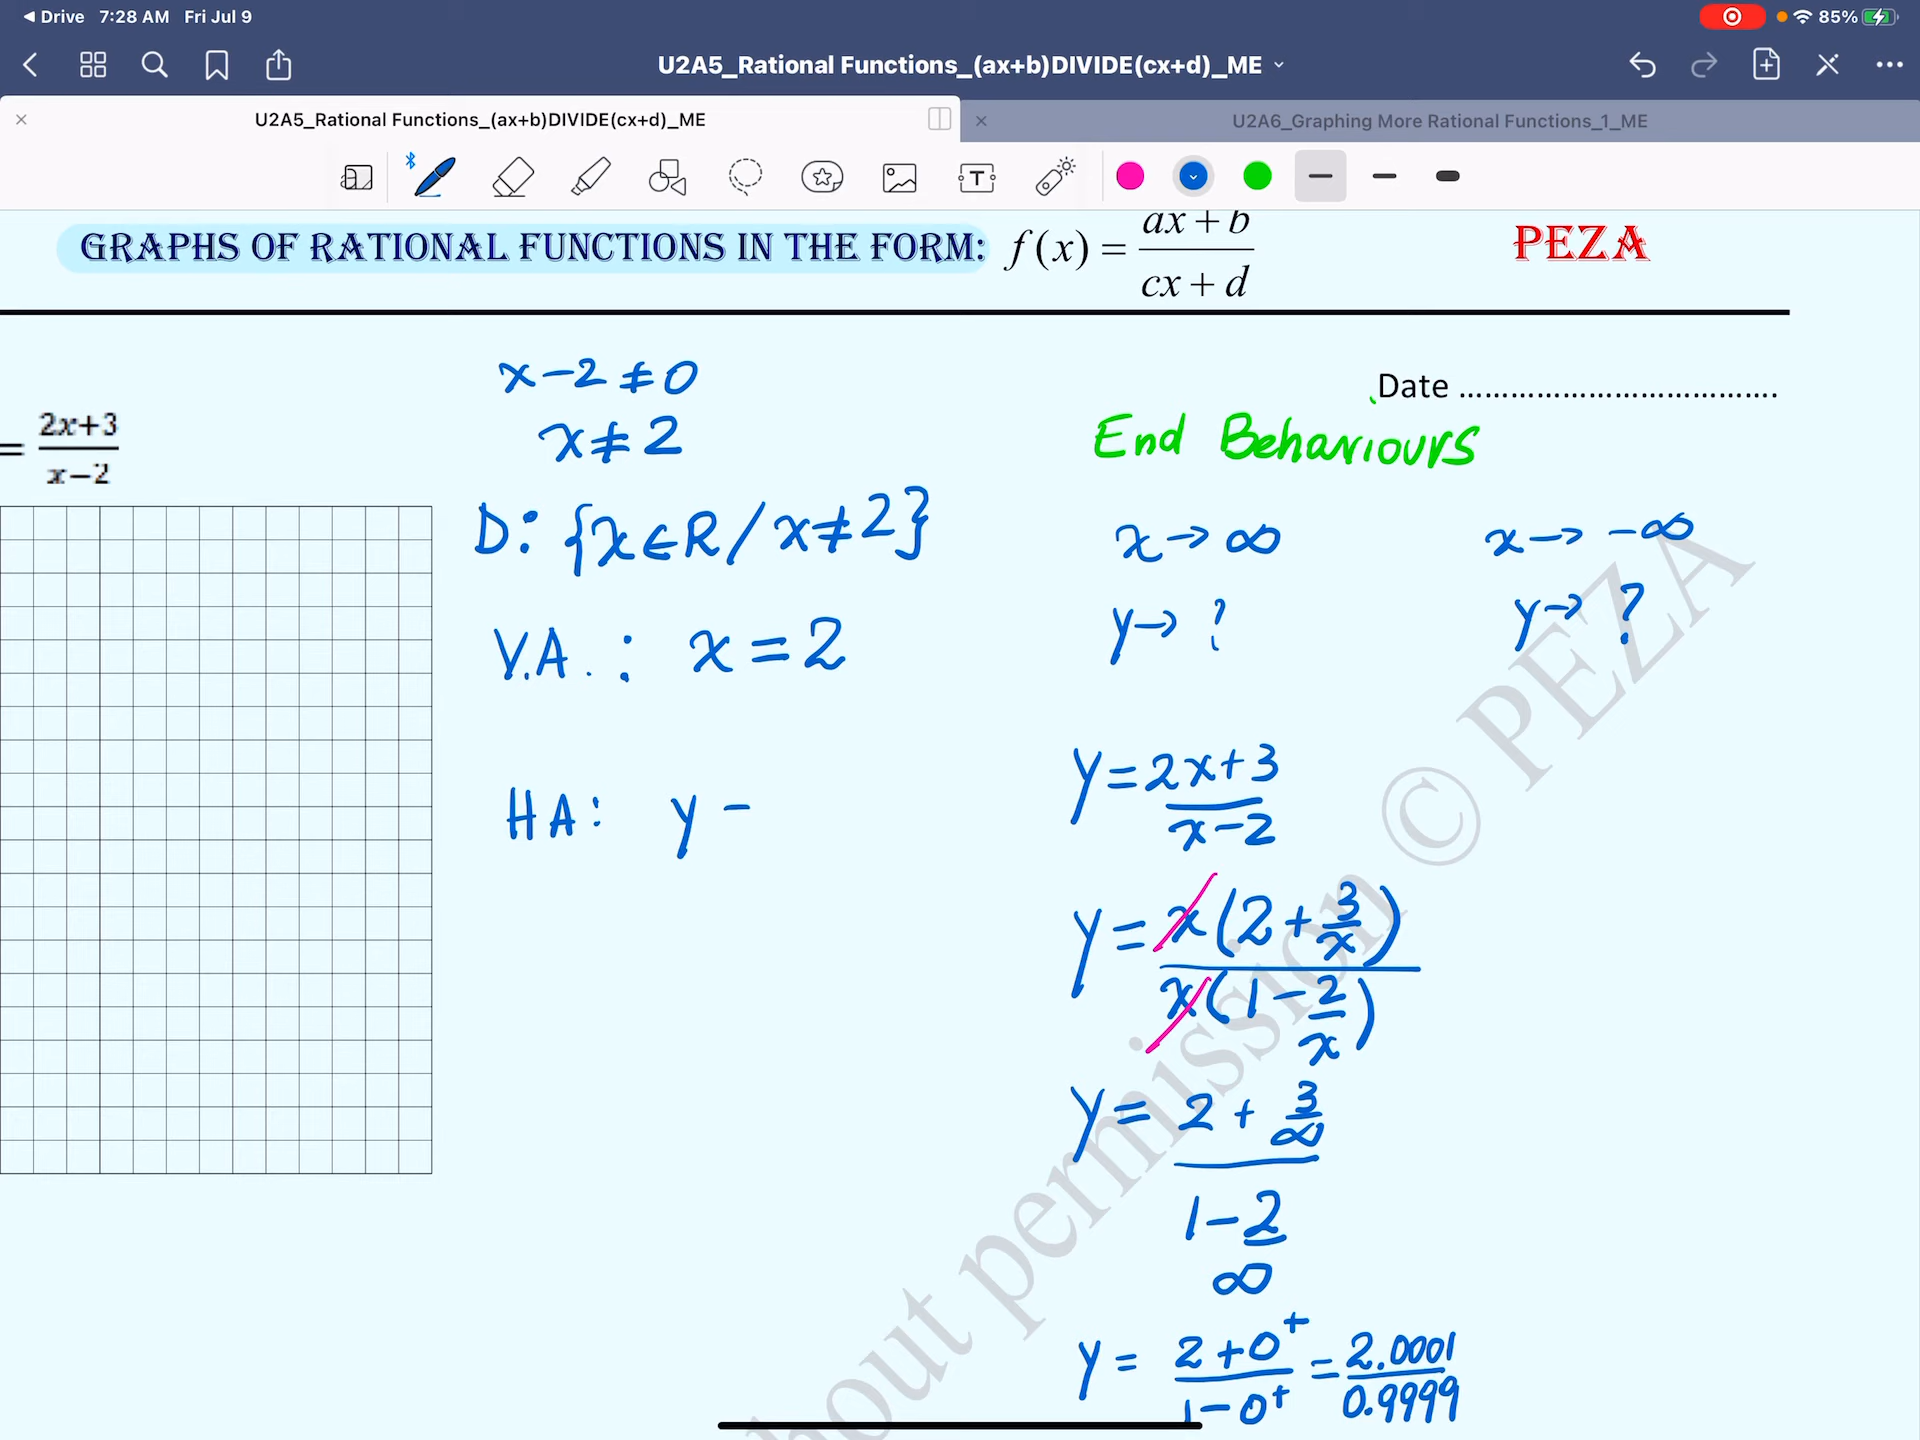 Drive 7:28 AM Fri Jul 9 85%
U2A5_Rational Functions_(ax+b)DIVIDE(cx+d)_ME
U2A5_Rational Functions_(ax+b)DIVIDE(cx+d)_ME
U2A6_Graphing More Rational Functions_1_ME
T
GRAPHS OF RATIONAL FUNCTIONS IN THE FORM: f(x) = (ax + b)/(cx + d)
PEZA
Date ....................................
= (2x+3)/(x−2)
x−2≠0
x≠2
D: {x∈R/x≠2}
V.A.: x=2
HA: y −
End Behaviours
x→∞
y→?
x→ −∞
y→?
y=(2x+3)/(x−2)
y=x(2+3/x)/x(1−2/x)
y=(2+3/∞)/(1−2/∞)
y=(2+0⁺)/(1−0⁺)=2.0001/0.9999
hout permission © PEZA